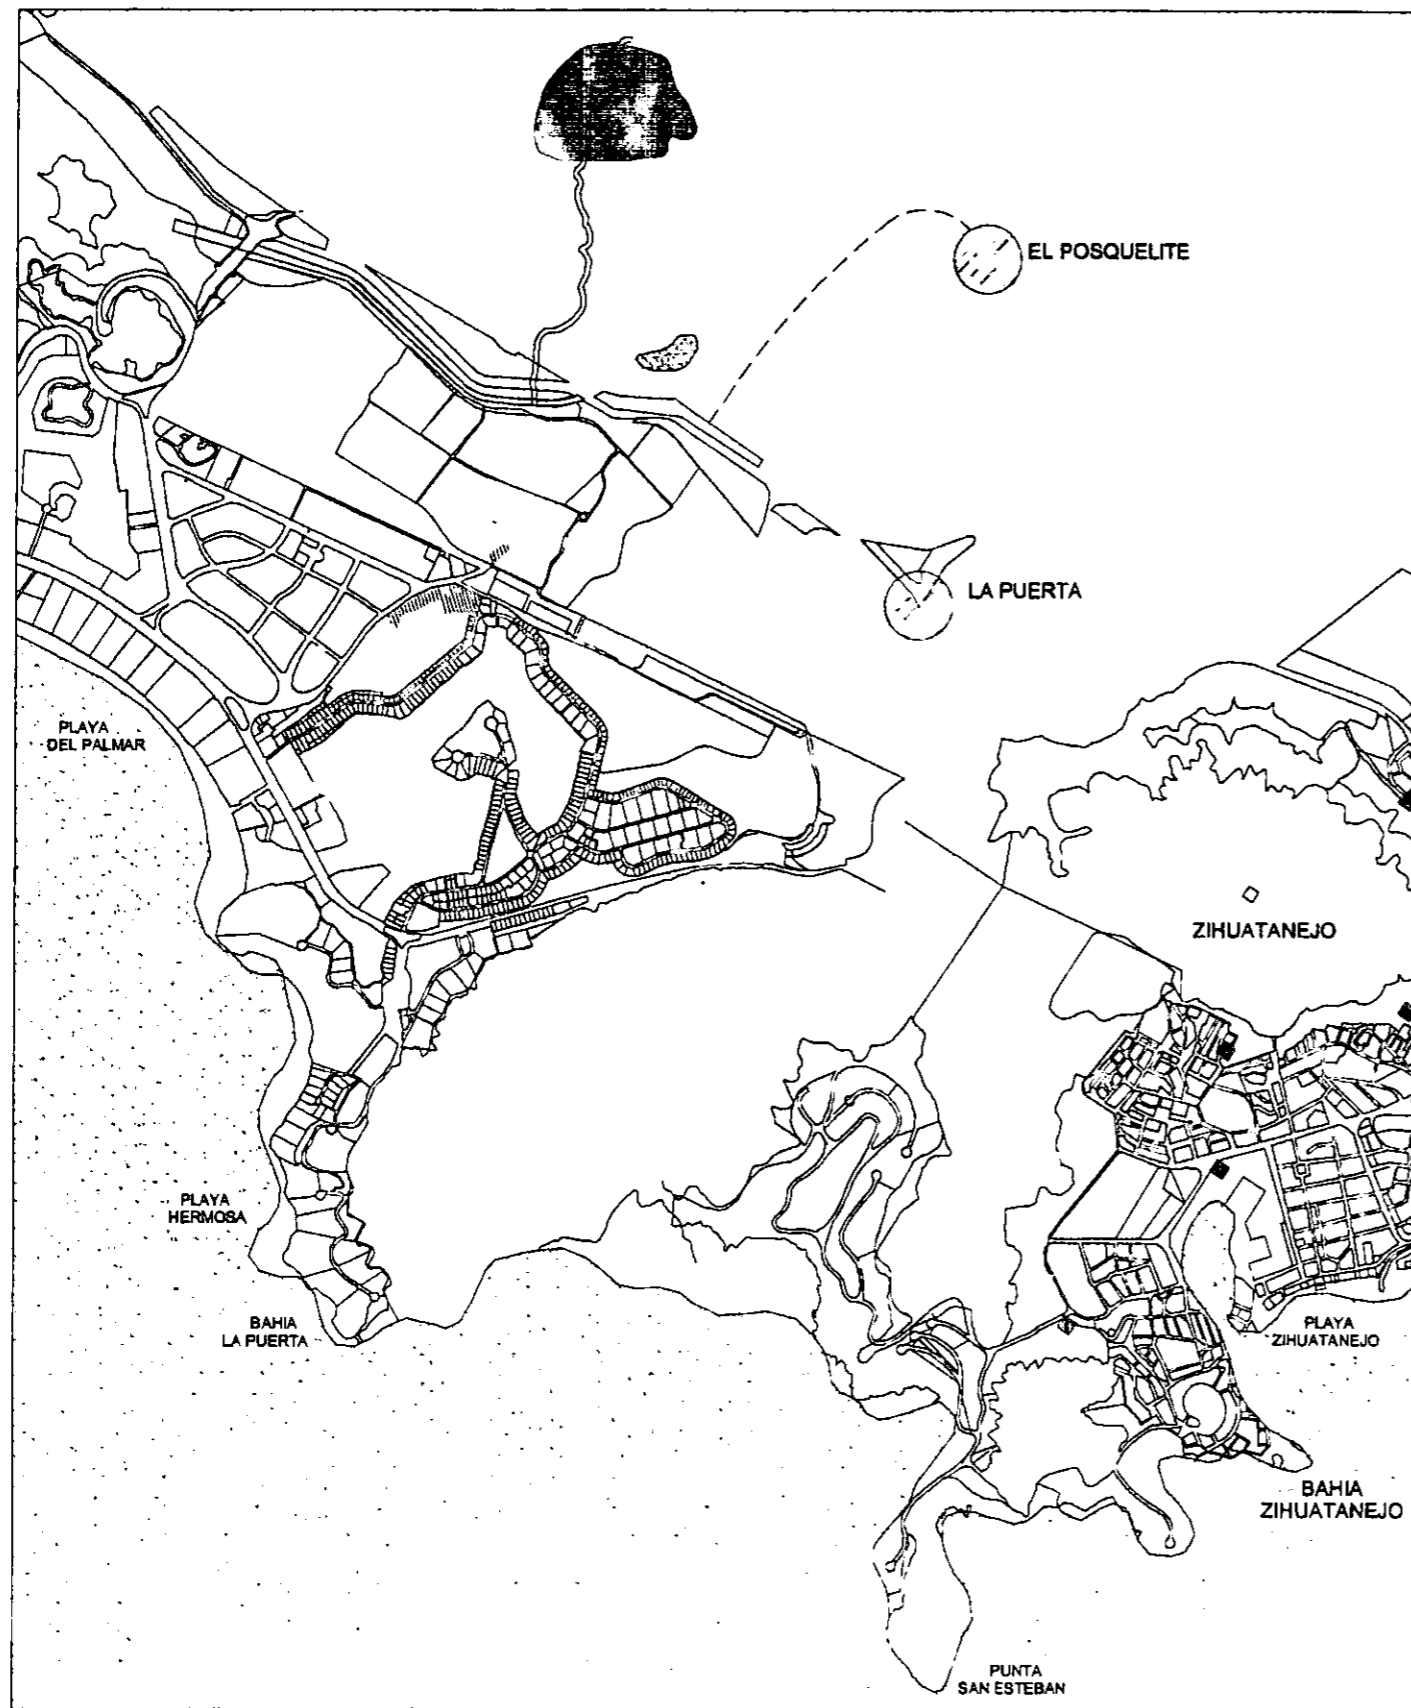 EL POSQUELITE
LA PUERTA
PLAYA
DEL PALMAR
ZIHUATANEJO
PLAYA
HERMOSA
BAHIA
LA PUERTA
PLAYA
ZIHUATANEJO
BAHIA
ZIHUATANEJO
PUNTA
SAN ESTEBAN